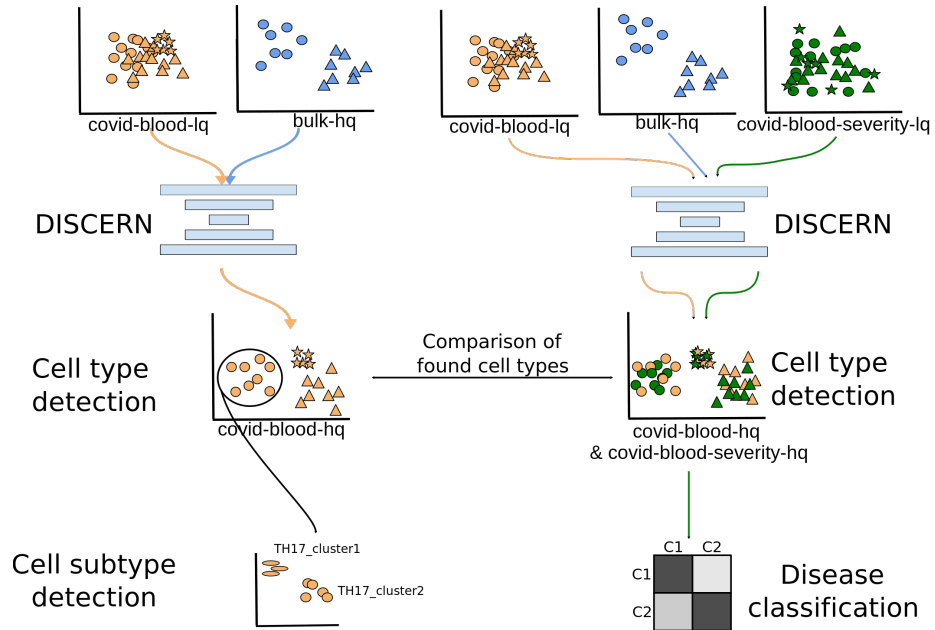 covid-blood-lq
bulk-hq
covid-blood-lq
bulk-hq
covid-blood-severity-lq
DISCERN
DISCERN
Cell type
detection
covid-blood-hq
Comparison of
found cell types
Cell type
detection
covid-blood-hq
& covid-blood-severity-hq
Cell subtype
detection
TH17_cluster1
TH17_cluster2
C1 C2
C1
C2
Disease
classification